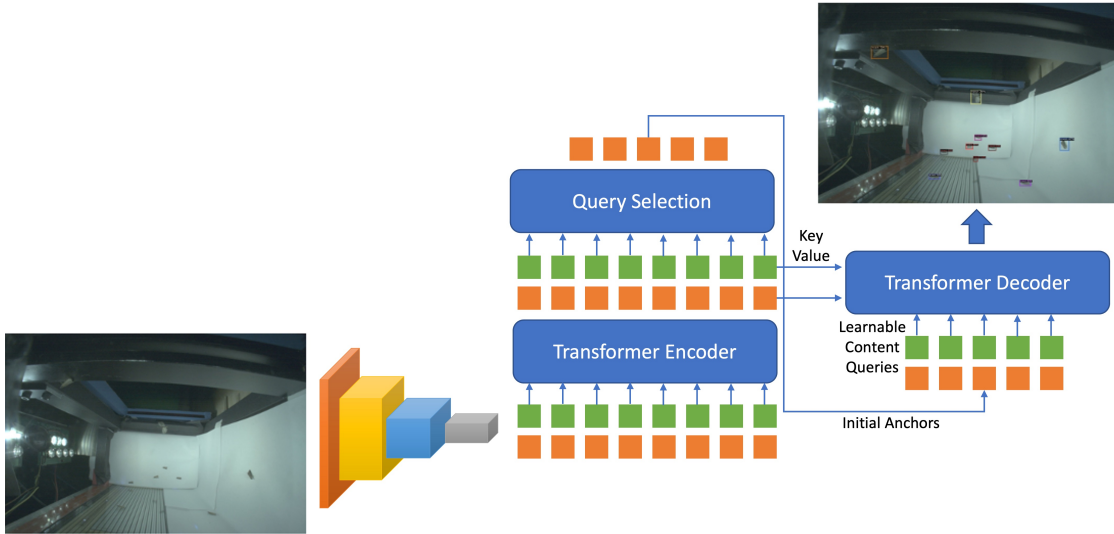 Query Selection
Key
Value
Transformer Decoder
Learnable
Content
Queries
Transformer Encoder
Initial Anchors